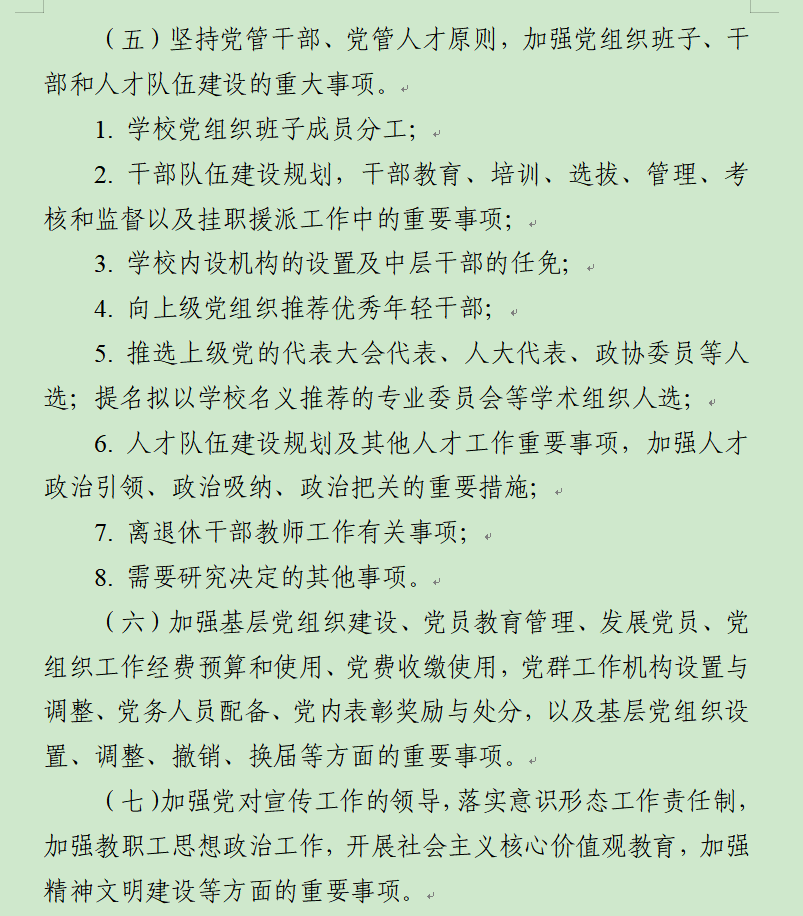 （五）坚持党管干部、党管人才原则，加强党组织班子、干
部和人才队伍建设的重大事项。
1. 学校党组织班子成员分工；
2. 干部队伍建设规划，干部教育、培训、选拔、管理、考
核和监督以及挂职援派工作中的重要事项；
3. 学校内设机构的设置及中层干部的任免；
4. 向上级党组织推荐优秀年轻干部；
5. 推选上级党的代表大会代表、人大代表、政协委员等人
选；提名拟以学校名义推荐的专业委员会等学术组织人选；
6. 人才队伍建设规划及其他人才工作重要事项，加强人才
政治引领、政治吸纳、政治把关的重要措施；
7. 离退休干部教师工作有关事项；
8. 需要研究决定的其他事项。
（六）加强基层党组织建设、党员教育管理、发展党员、党
组织工作经费预算和使用、党费收缴使用，党群工作机构设置与
调整、党务人员配备、党内表彰奖励与处分，以及基层党组织设
置、调整、撤销、换届等方面的重要事项。
（七）加强党对宣传工作的领导，落实意识形态工作责任制，
加强教职工思想政治工作，开展社会主义核心价值观教育，加强
精神文明建设等方面的重要事项。